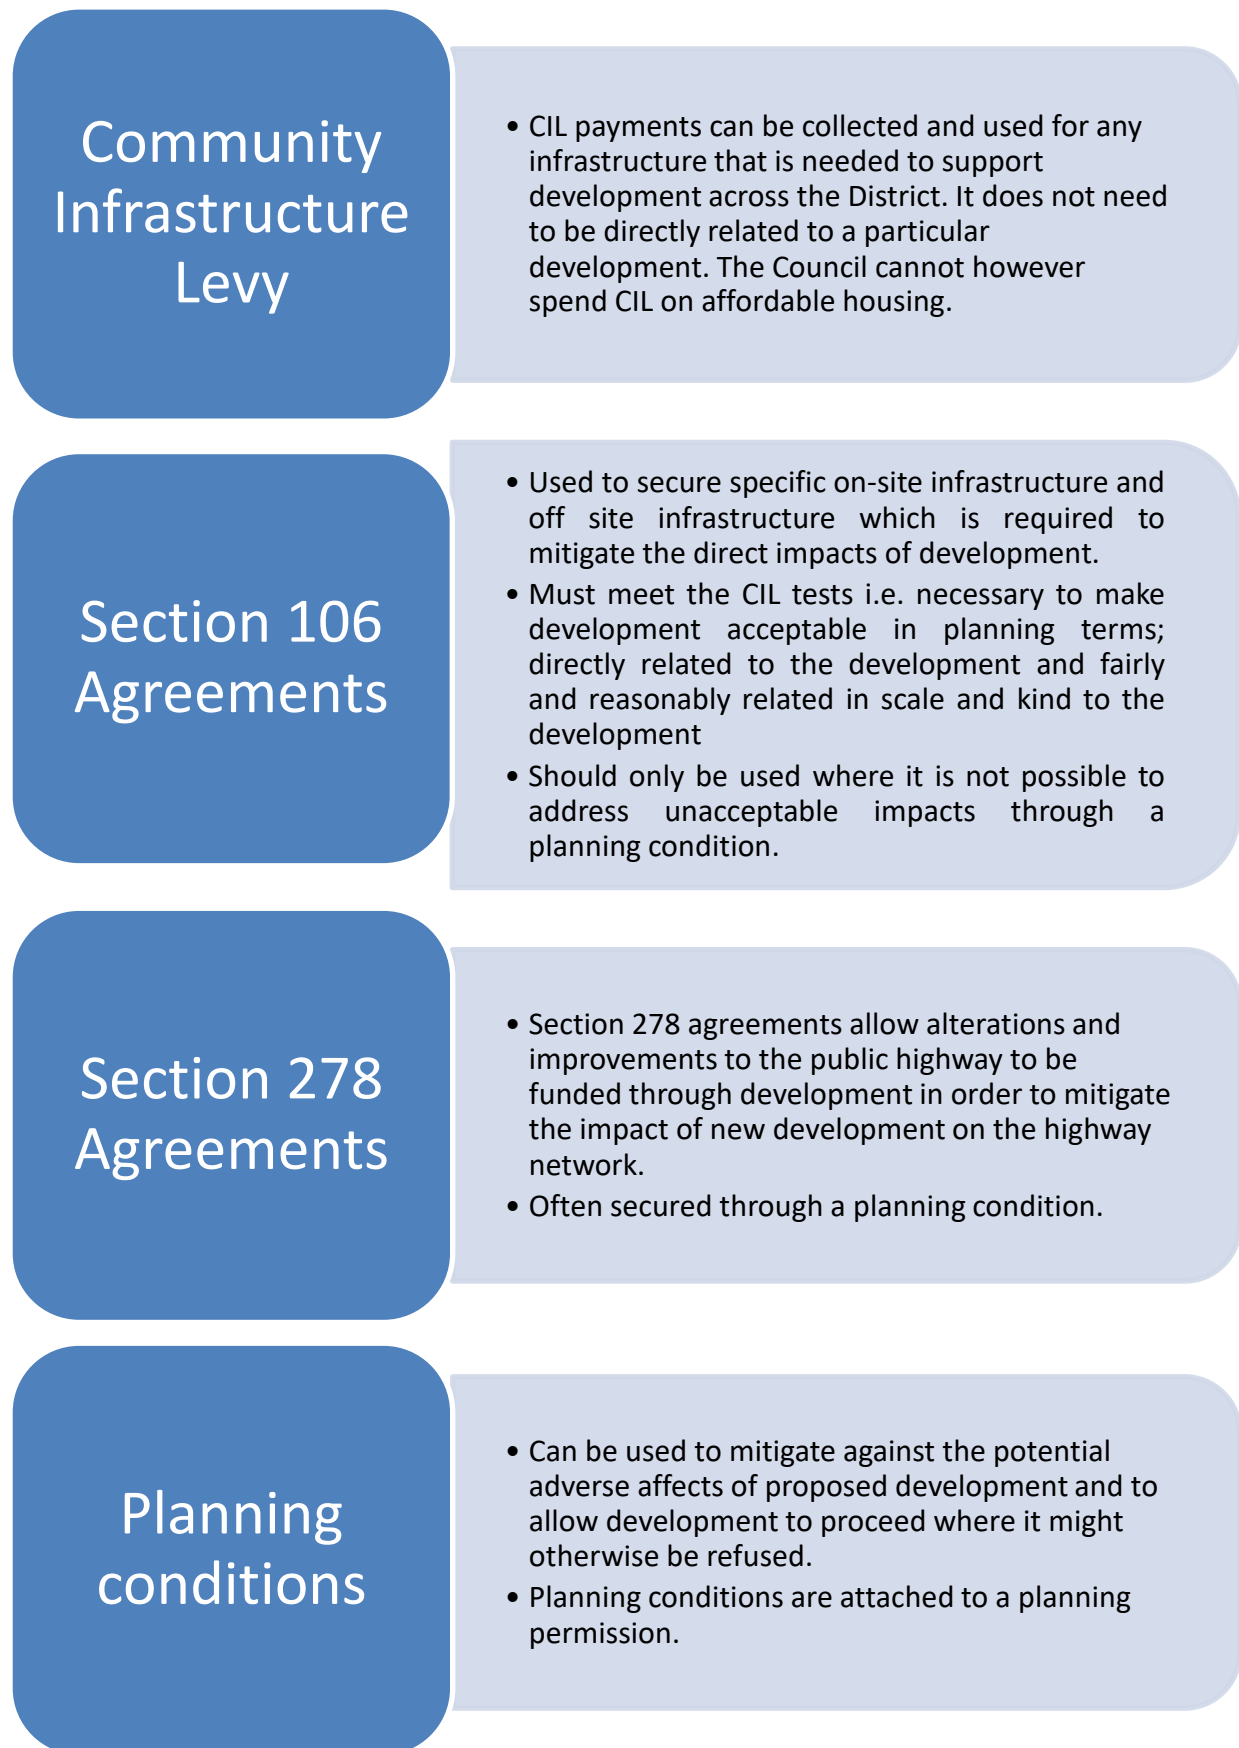 Community
Infrastructure
Levy
• CIL payments can be collected and used for any
infrastructure that is needed to support
development across the District. It does not need
to be directly related to a particular
development. The Council cannot however
spend CIL on affordable housing.
Section 106
Agreements
• Used to secure specific on-site infrastructure and
off site infrastructure which is required to
mitigate the direct impacts of development.
• Must meet the CIL tests i.e. necessary to make
development acceptable in planning terms;
directly related to the development and fairly
and reasonably related in scale and kind to the
development
• Should only be used where it is not possible to
address unacceptable impacts through a
planning condition.
Section 278
Agreements
• Section 278 agreements allow alterations and
improvements to the public highway to be
funded through development in order to mitigate
the impact of new development on the highway
network.
• Often secured through a planning condition.
Planning
conditions
• Can be used to mitigate against the potential
adverse affects of proposed development and to
allow development to proceed where it might
otherwise be refused.
• Planning conditions are attached to a planning
permission.